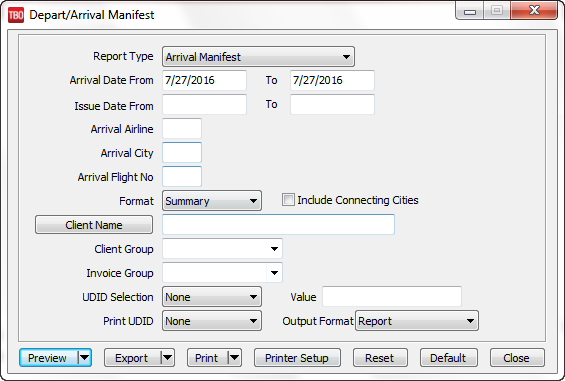 TBO Depart/Arrival Manifest
Report Type Arrival Manifest
Arrival Date From 7/27/2016 To 7/27/2016
Issue Date From To
Arrival Airline
Arrival City
Arrival Flight No
Format Summary Include Connecting Cities
Client Name
Client Group
Invoice Group
UDID Selection None Value
Print UDID None Output Format Report
Preview Export Print Printer Setup Reset Default Close